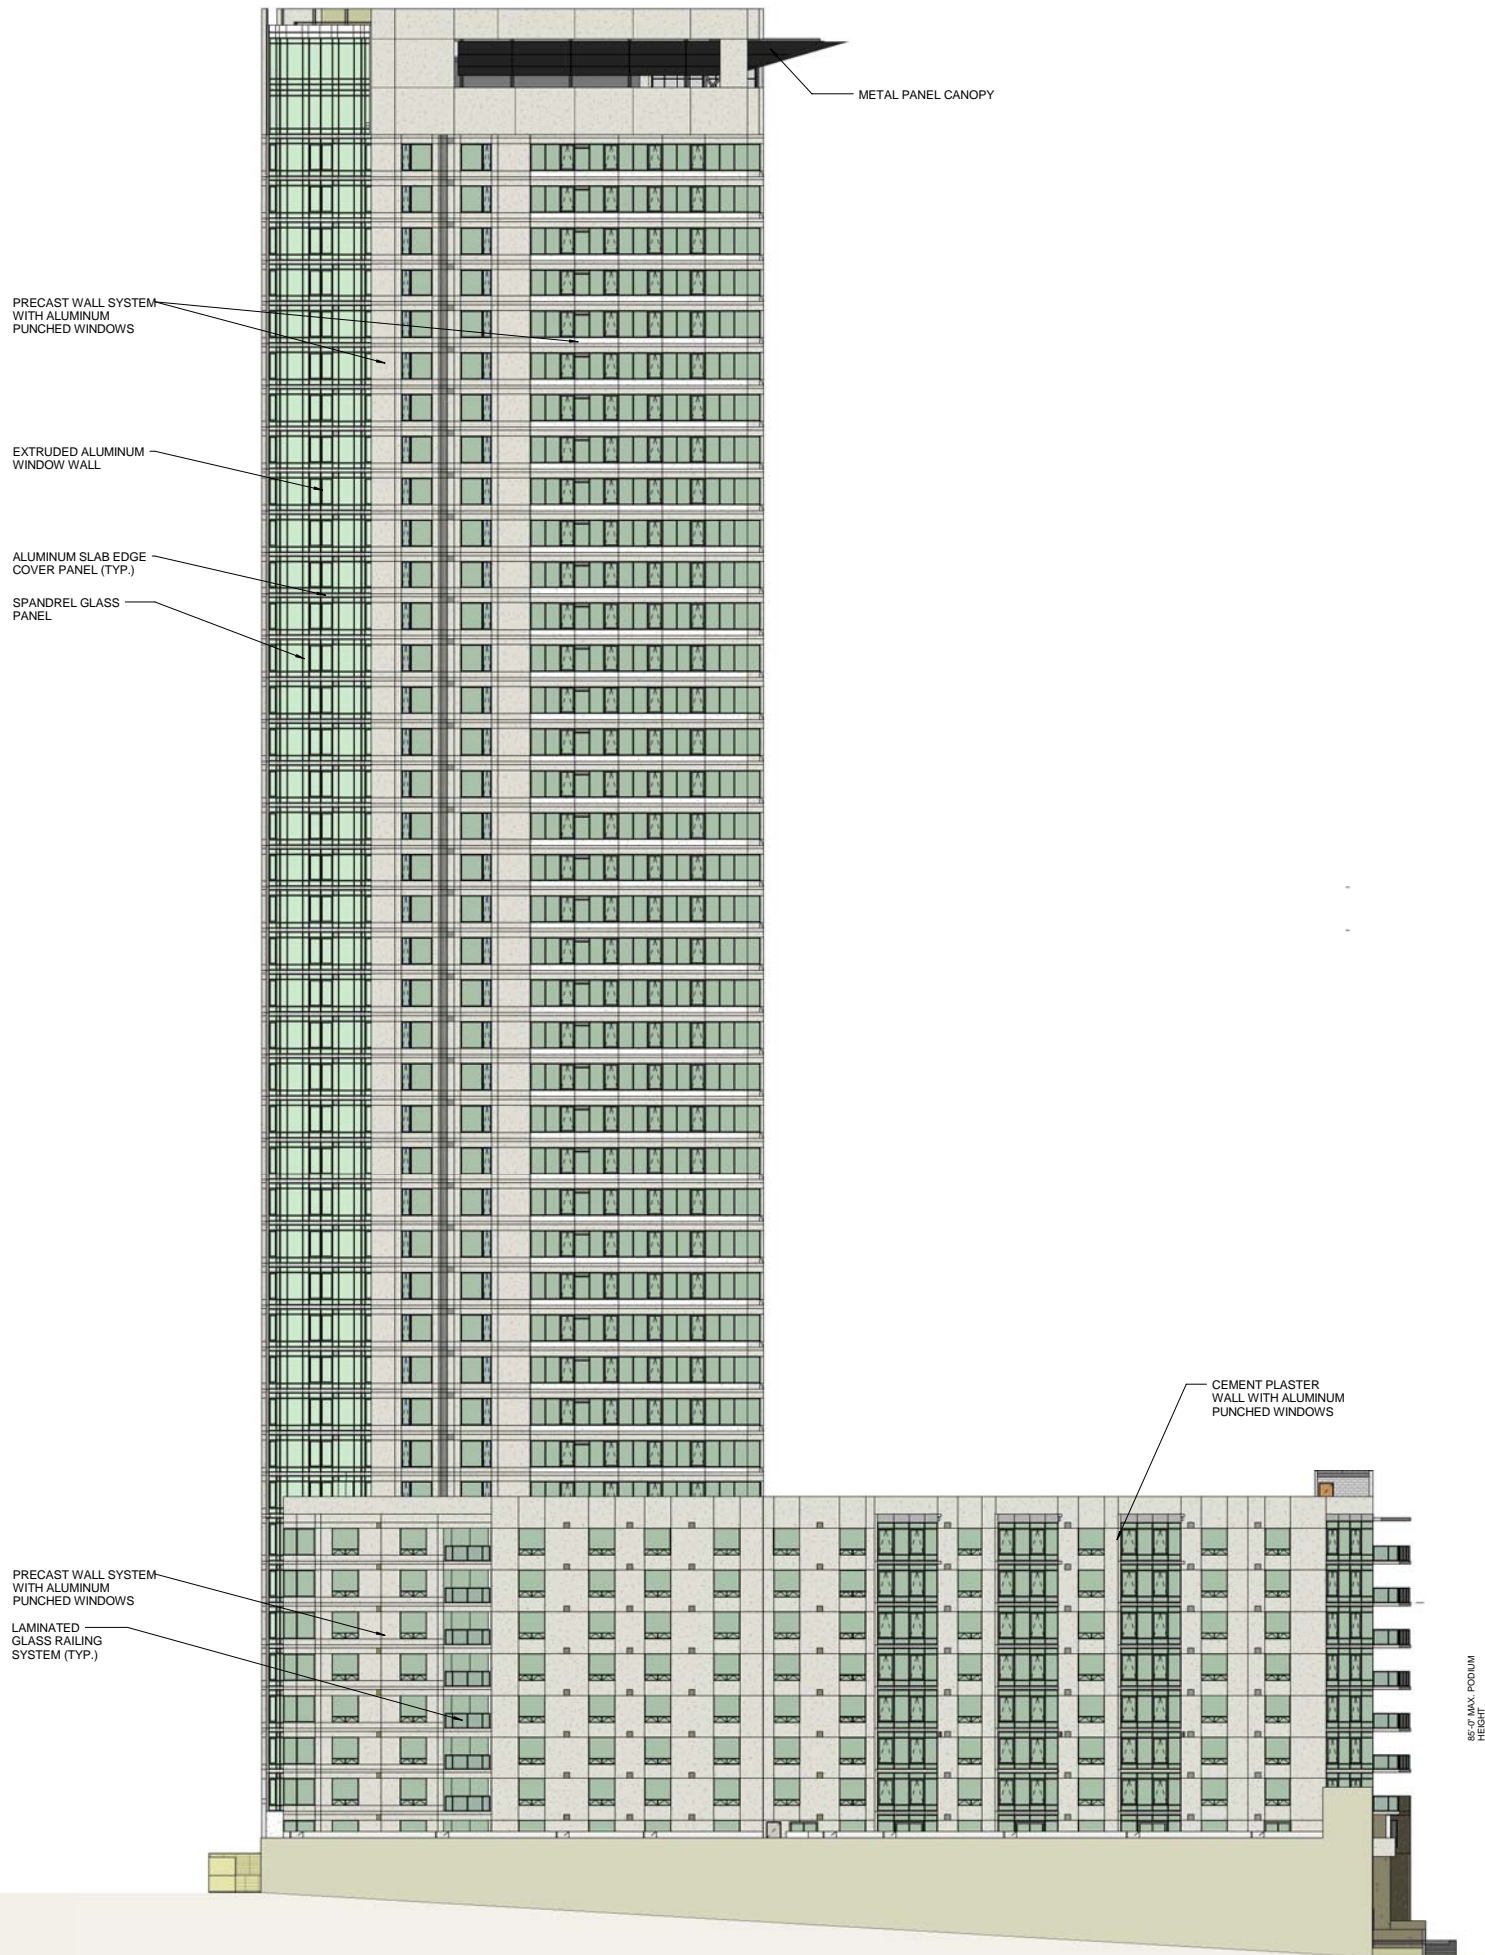 METAL PANEL CANOPY
PRECAST WALL SYSTEM
WITH ALUMINUM
PUNCHED WINDOWS
EXTRUDED ALUMINUM
WINDOW WALL
ALUMINUM SLAB EDGE
COVER PANEL (TYP.)
SPANDREL GLASS
PANEL
CEMENT PLASTER
WALL WITH ALUMINUM
PUNCHED WINDOWS
PRECAST WALL SYSTEM
WITH ALUMINUM
PUNCHED WINDOWS
LAMINATED
GLASS RAILING
SYSTEM (TYP.)
85'-0" MAX. PODIUM
HEIGHT